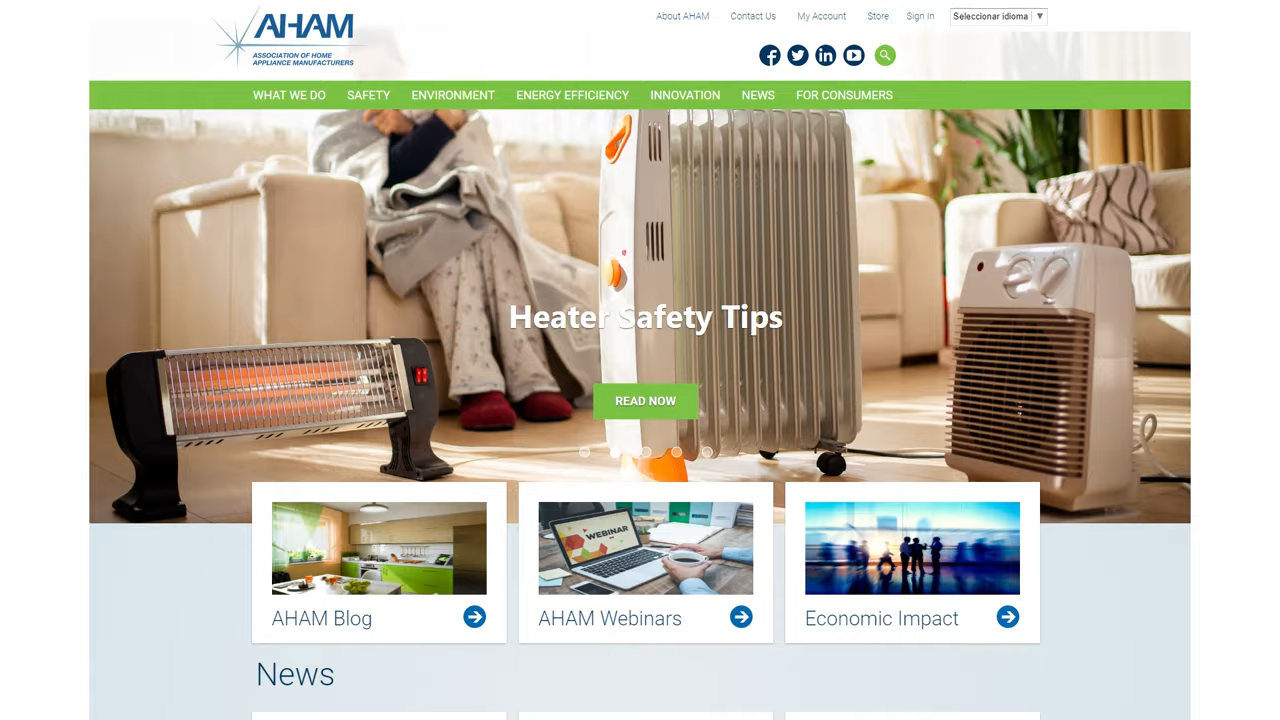 AHAM
ASSOCIATION OF HOME
APPLIANCE MANUFACTURERS
About AHAM Contact Us My Account Store Sign In Seleccionar idioma ▼
WHAT WE DO SAFETY ENVIRONMENT ENERGY EFFICIENCY INNOVATION NEWS FOR CONSUMERS
Heater Safety Tips
READ NOW
WEBINAR
AHAM Blog
AHAM Webinars
Economic Impact
News